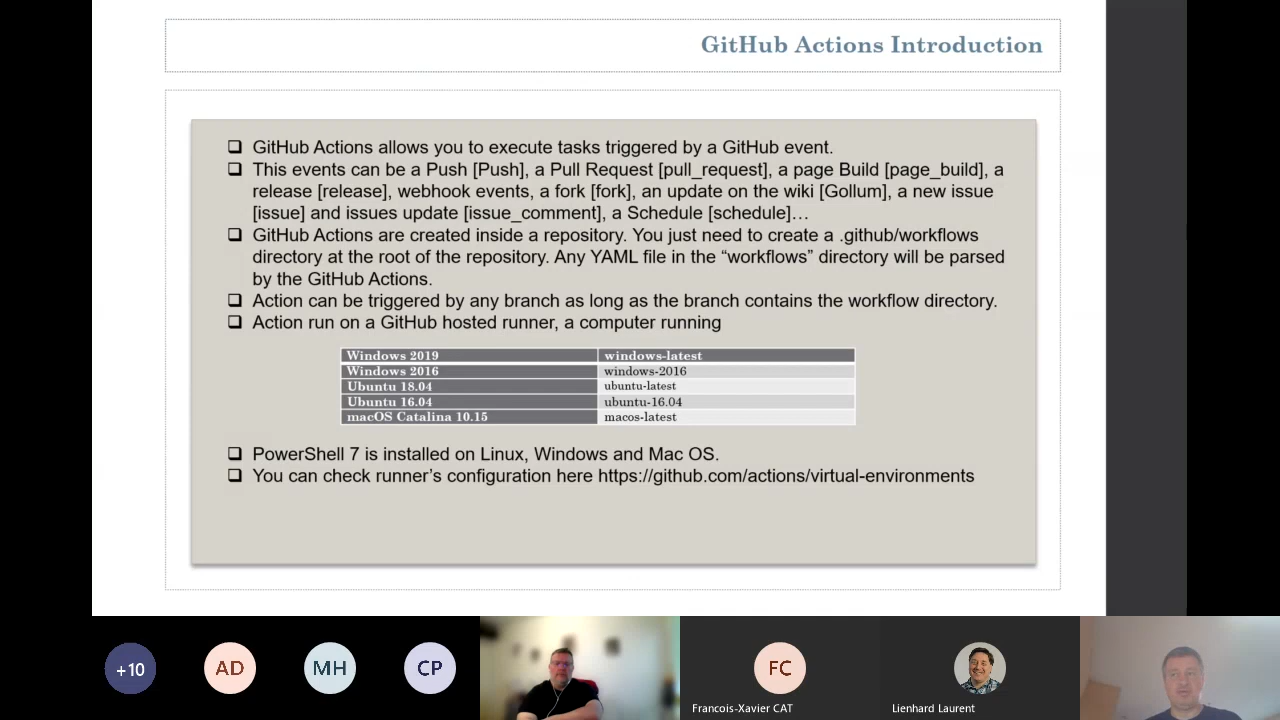 GitHub Actions Introduction
GitHub Actions allows you to execute tasks triggered by a GitHub event.
This events can be a Push [Push], a Pull Request [pull_request], a page Build [page_build], a
release [release], webhook events, a fork [fork], an update on the wiki [Gollum], a new issue
[issue] and issues update [issue_comment], a Schedule [schedule]…
GitHub Actions are created inside a repository. You just need to create a .github/workflows
directory at the root of the repository. Any YAML file in the “workflows” directory will be parsed
by the GitHub Actions.
Action can be triggered by any branch as long as the branch contains the workflow directory.
Action run on a GitHub hosted runner, a computer running
Windows 2019 windows-latest
Windows 2016 windows-2016
Ubuntu 18.04 ubuntu-latest
Ubuntu 16.04 ubuntu-16.04
macOS Catalina 10.15 macos-latest
PowerShell 7 is installed on Linux, Windows and Mac OS.
You can check runner’s configuration here https://github.com/actions/virtual-environments
+10 AD MH CP FC
Francois-Xavier CAT Lienhard Laurent